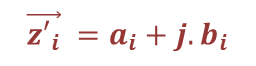 $\overrightarrow{z'_i} = a_i + j.b_i$